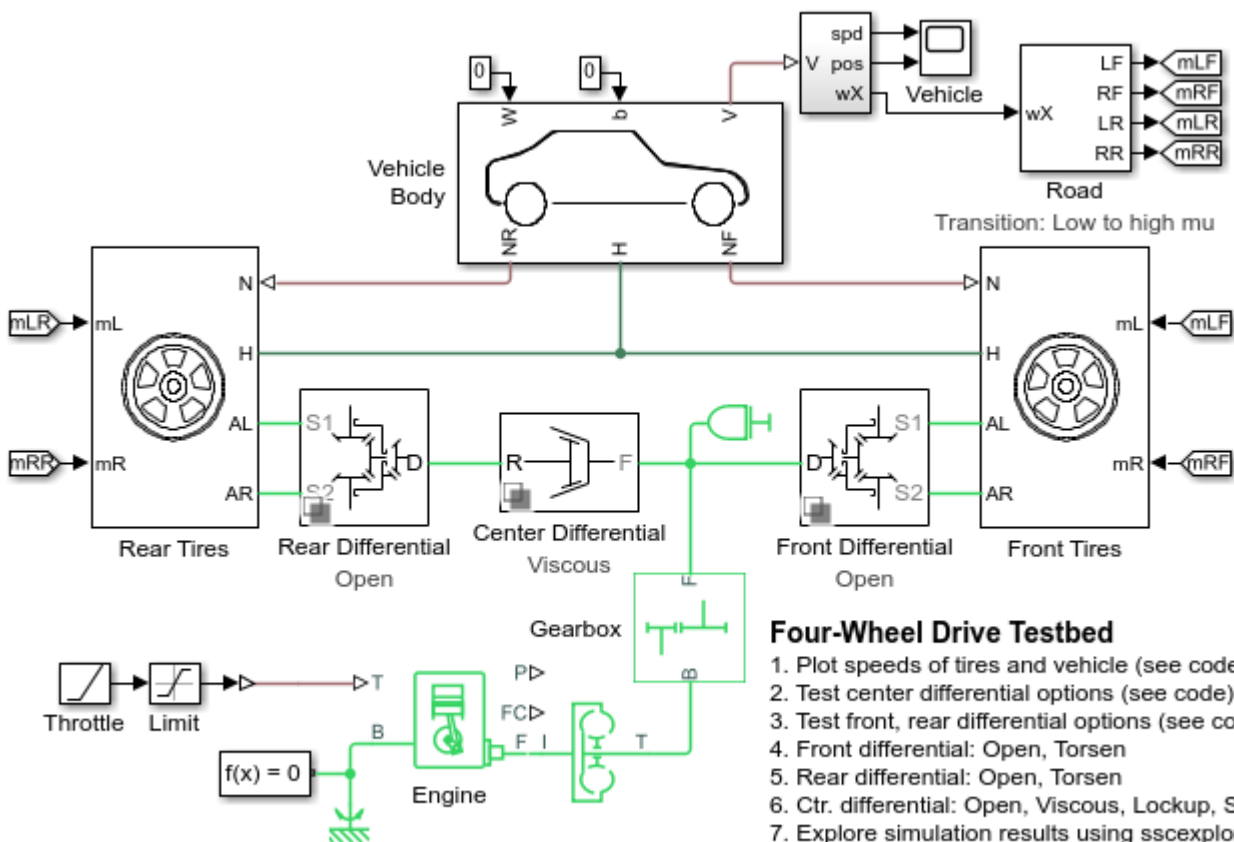 spd
V pos
wX
Vehicle
0
0
W
b
V
LF
RF
LR
RR
wX
mLF
mRF
mLR
mRR
Road
Transition: Low to high mu
Vehicle
Body
NR
H
NF
N
mL
H
AL
mR
AR
mLR
mRR
Rear Tires
S1
D
S2
Rear Differential
Open
R
F
Center Differential
Viscous
D
S1
S2
Front Differential
Open
N
mL
H
AL
mR
AR
mLF
mRF
Front Tires
F
Gearbox
B
Throttle
Limit
T
P
FC
B
F
I
T
f(x) = 0
Engine
Four-Wheel Drive Testbed
1. Plot speeds of tires and vehicle (see code
2. Test center differential options (see code)
3. Test front, rear differential options (see co
4. Front differential: Open, Torsen
5. Rear differential: Open, Torsen
6. Ctr. differential: Open, Viscous, Lockup, S
7. Explore simulation results using sscexplo